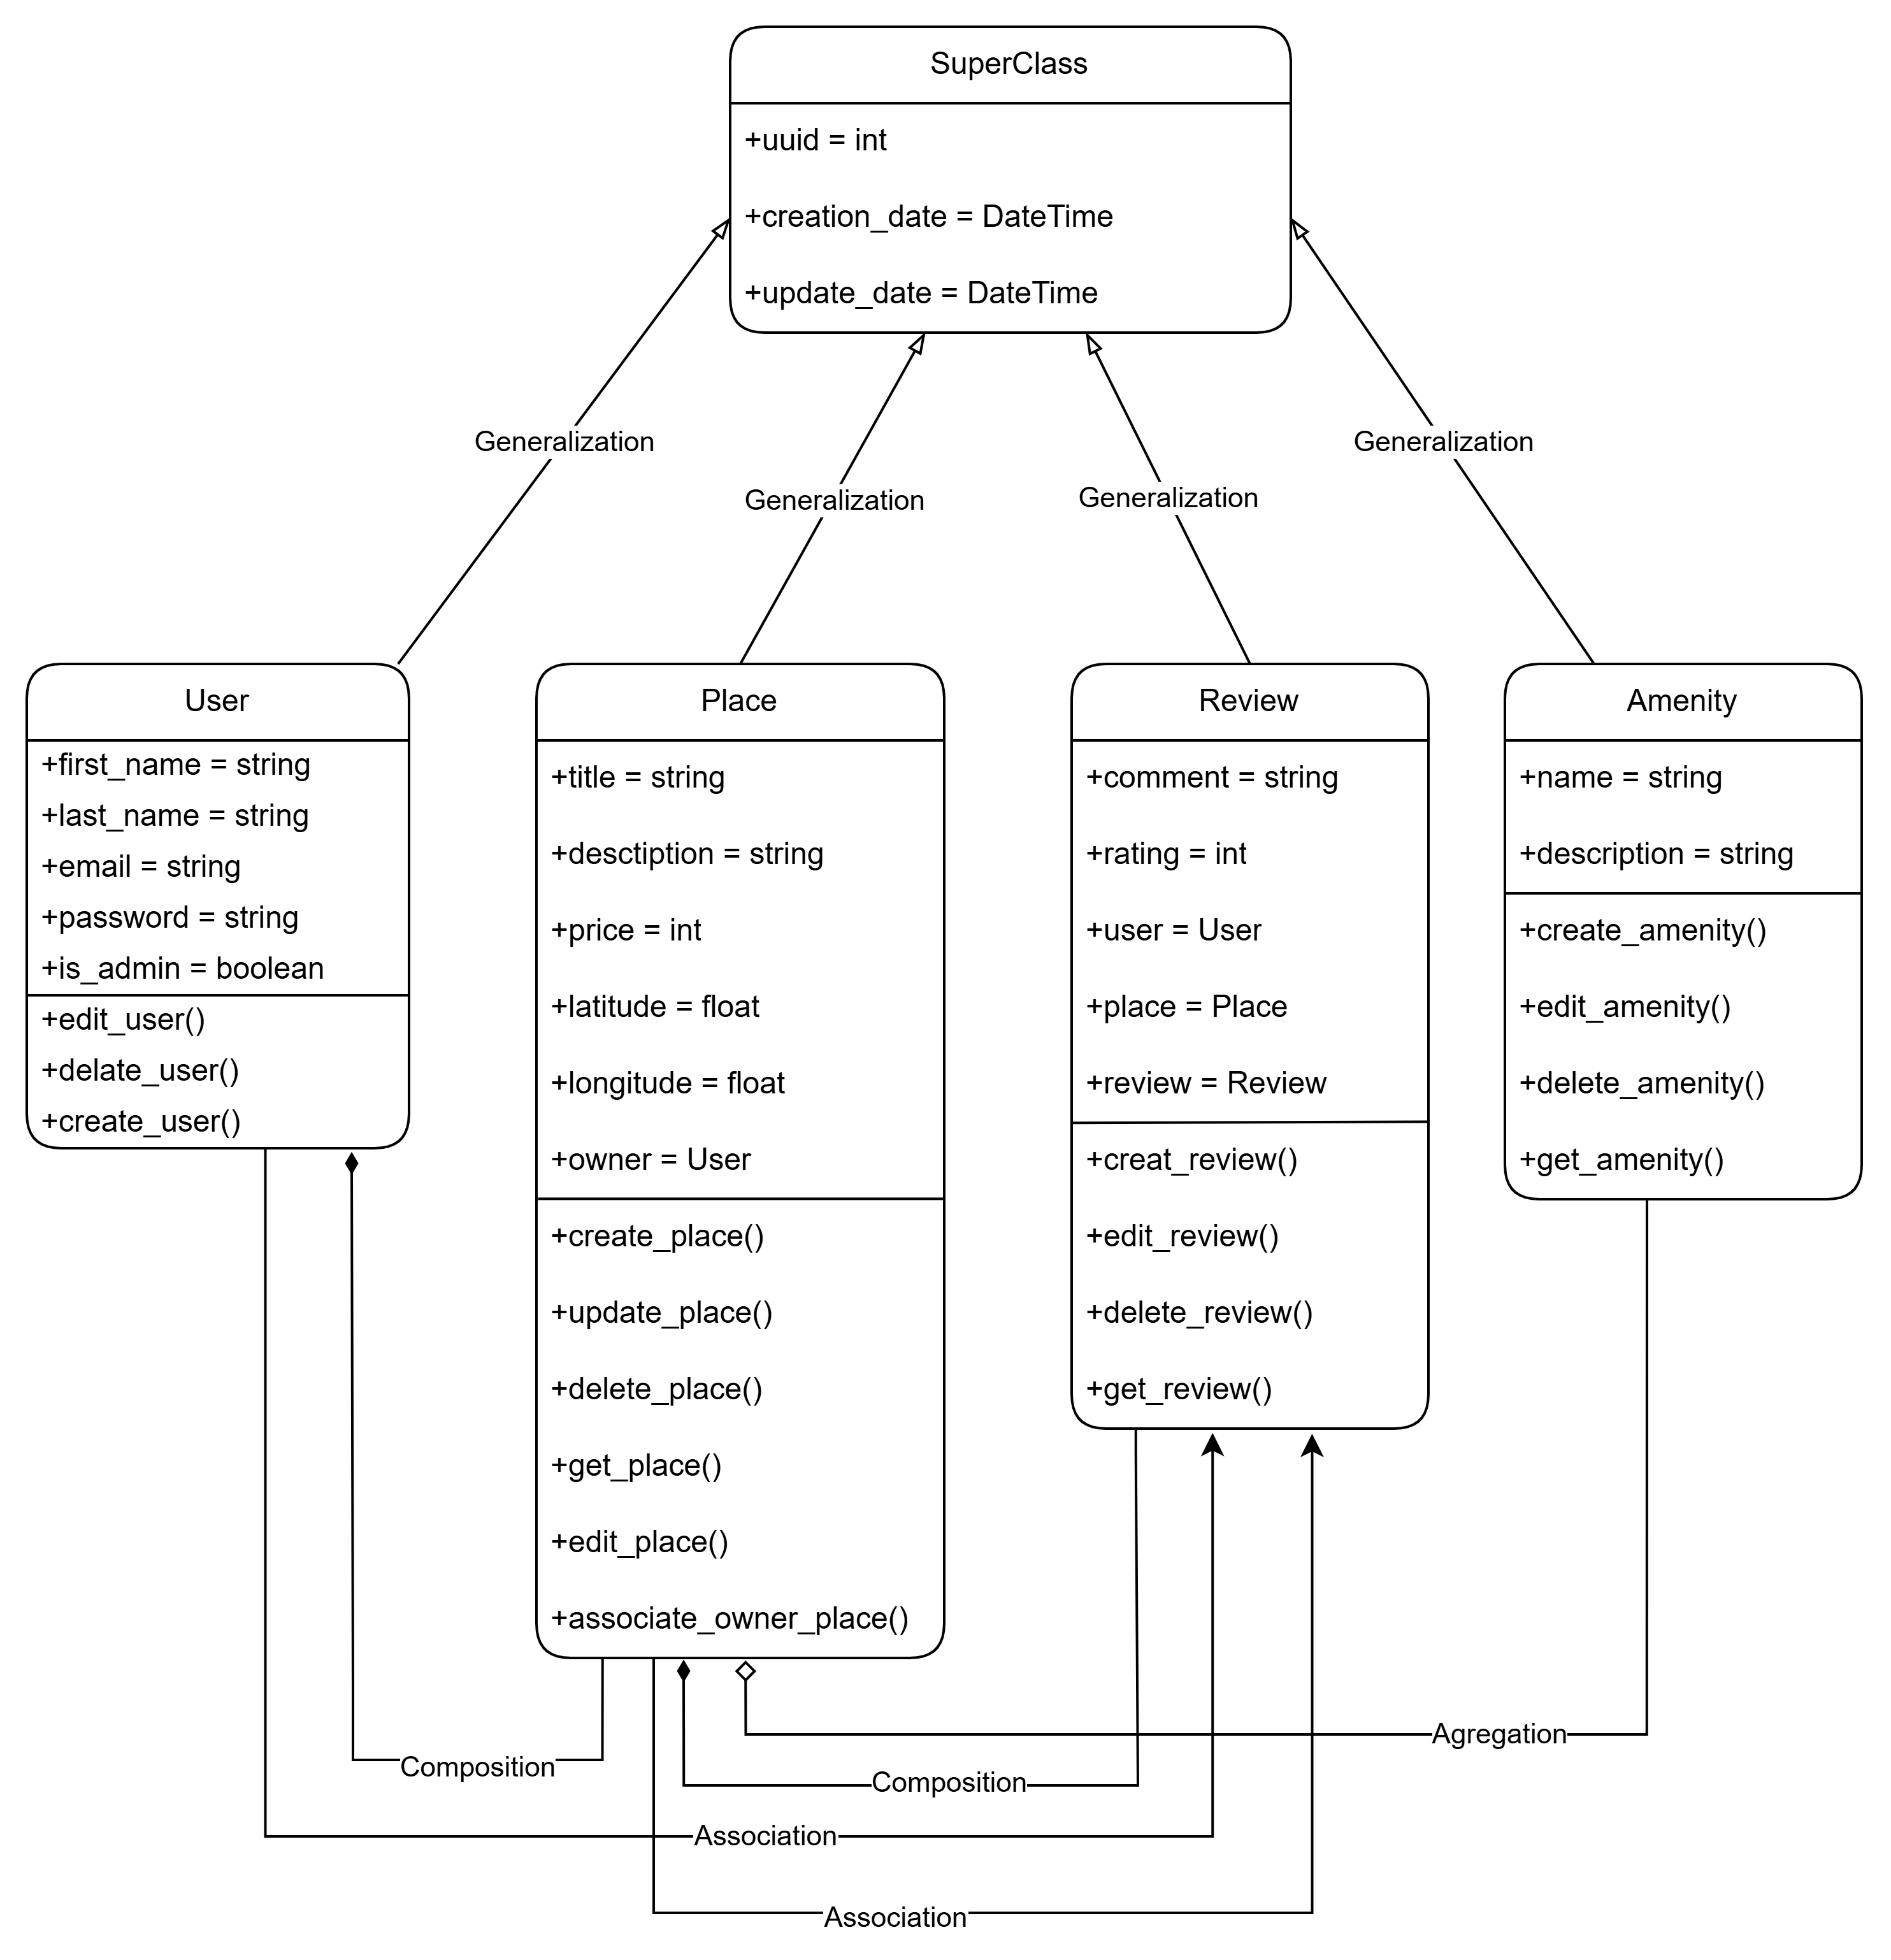 SuperClass
+uuid = int
+creation_date = DateTime
+update_date = DateTime
Generalization
Generalization
Generalization
Generalization
User
+first_name = string
+last_name = string
+email = string
+password = string
+is_admin = boolean
+edit_user()
+delate_user()
+create_user()
Place
+title = string
+desctiption = string
+price = int
+latitude = float
+longitude = float
+owner = User
+create_place()
+update_place()
+delete_place()
+get_place()
+edit_place()
+associate_owner_place()
Review
+comment = string
+rating = int
+user = User
+place = Place
+review = Review
+creat_review()
+edit_review()
+delete_review()
+get_review()
Amenity
+name = string
+description = string
+create_amenity()
+edit_amenity()
+delete_amenity()
+get_amenity()
Agregation
Composition
Composition
Association
Association